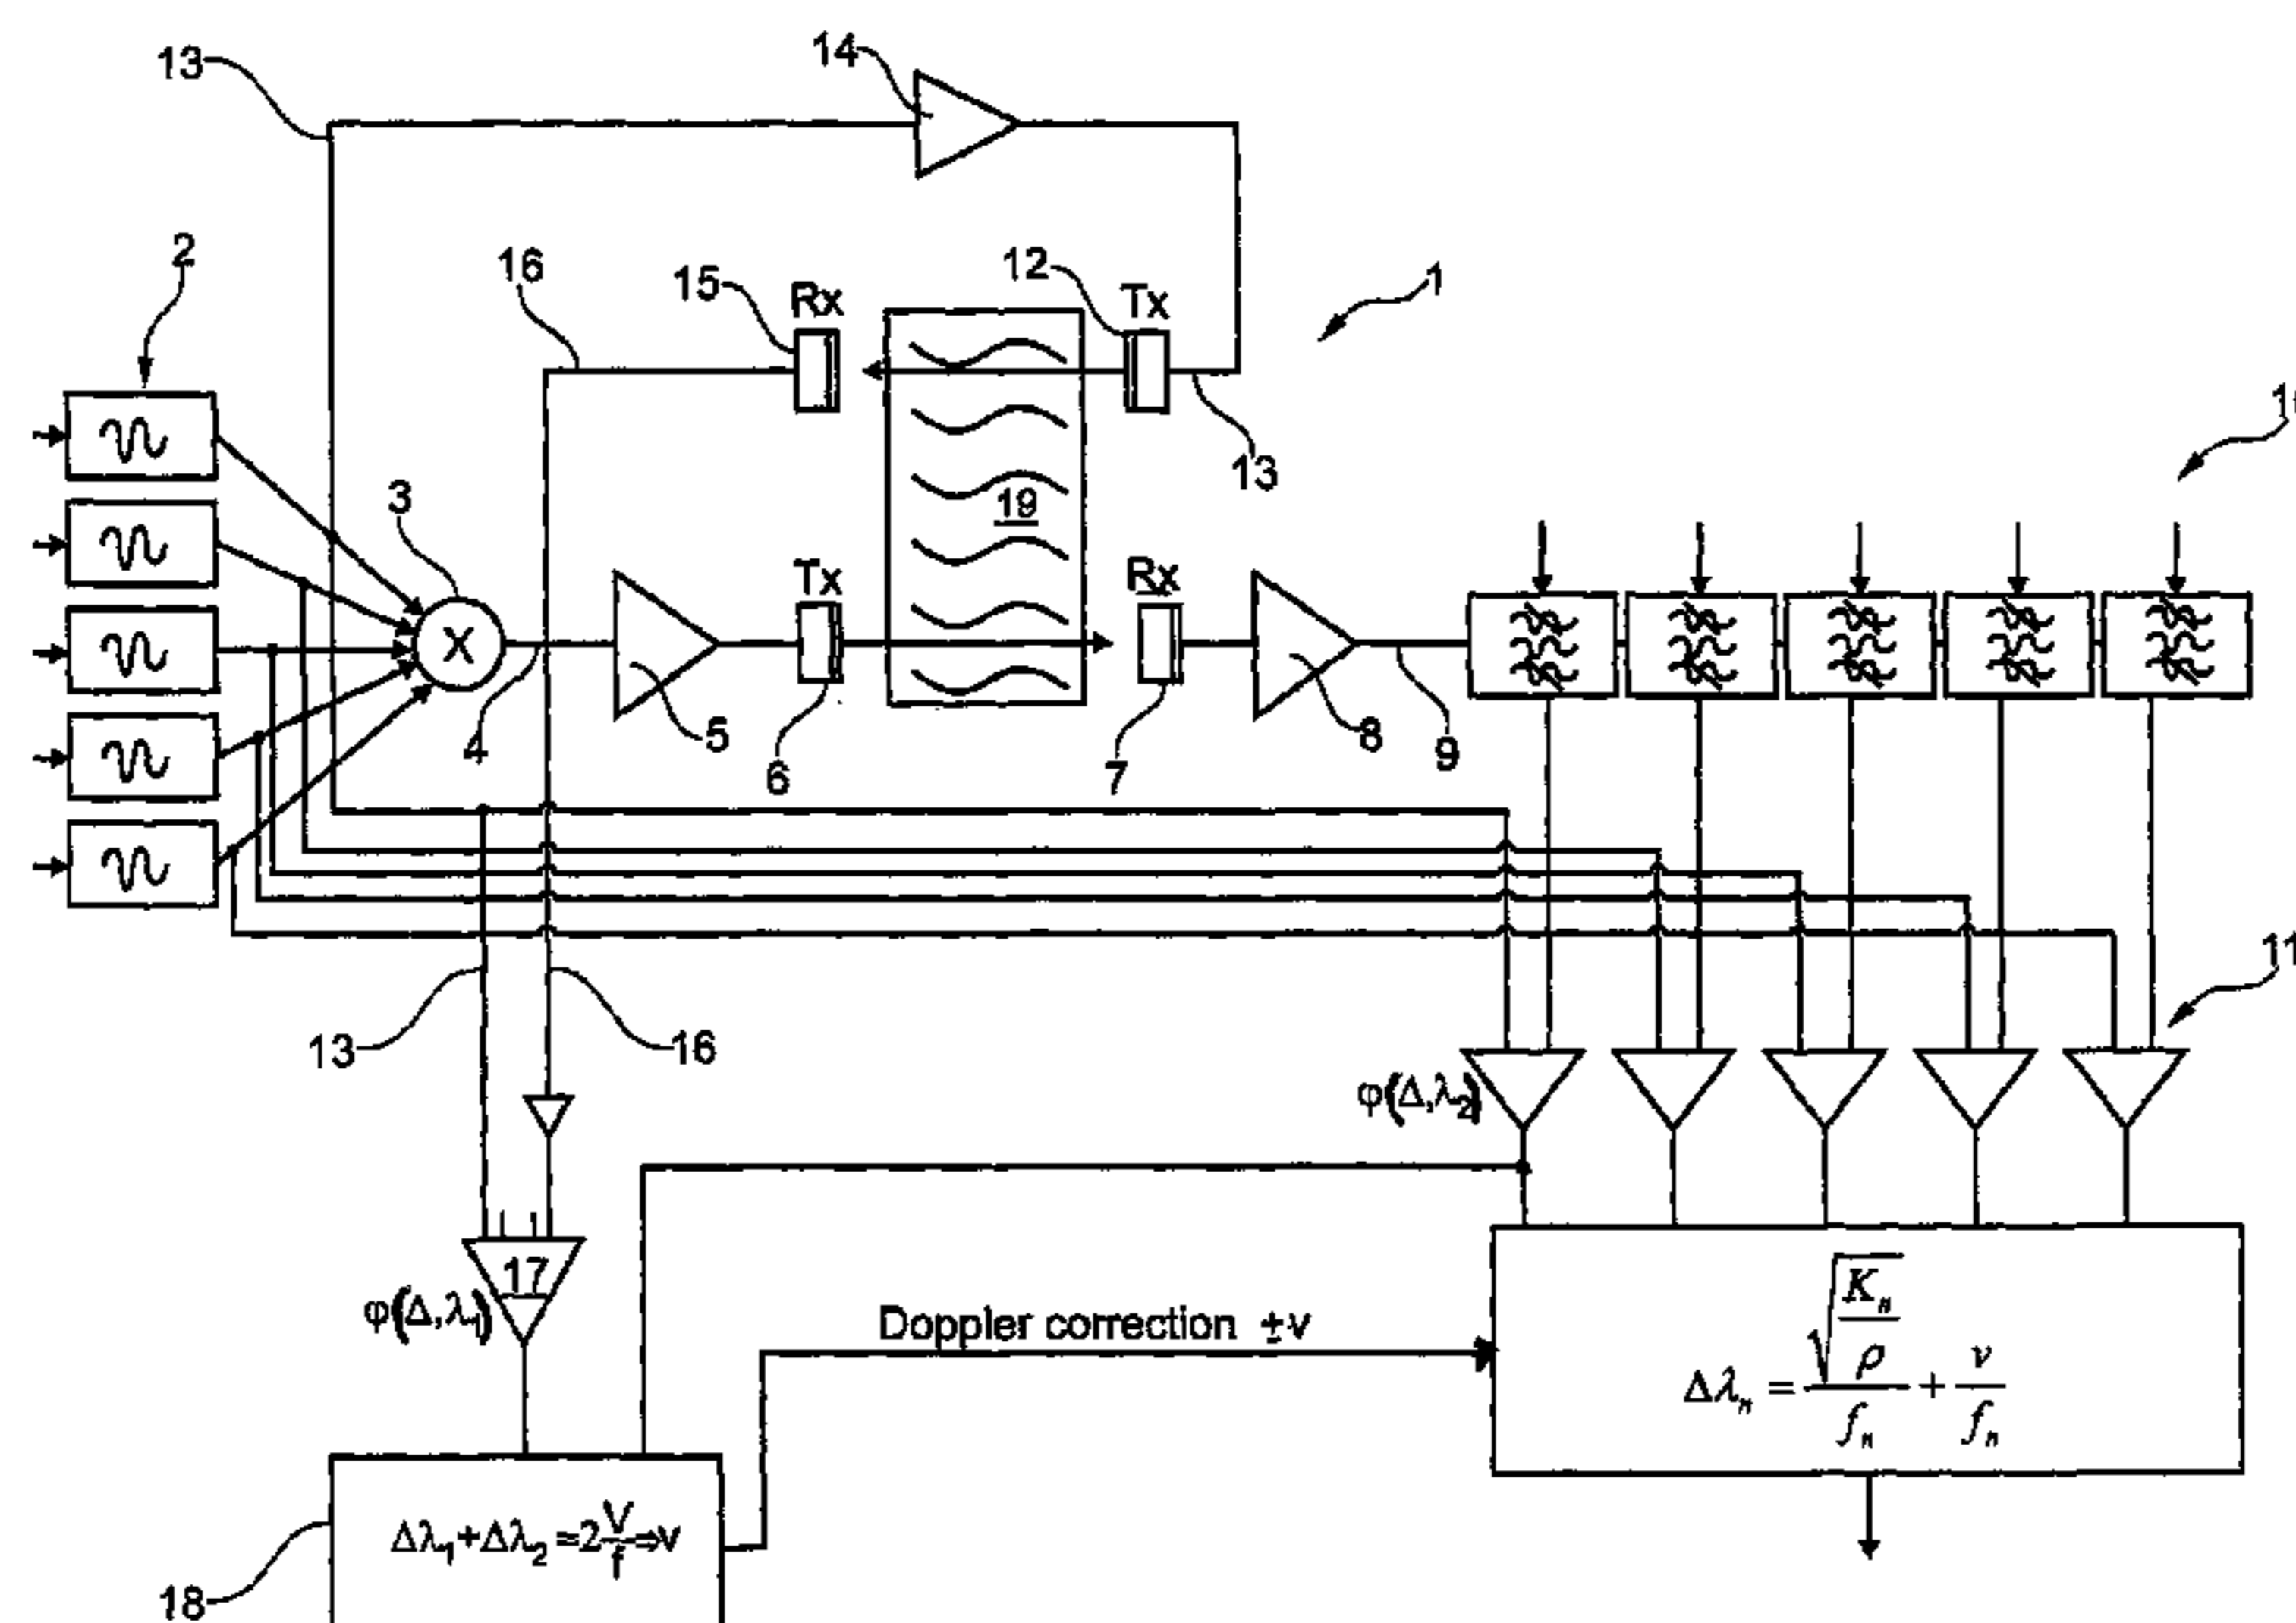 13
14
2
16
15
Rx
12
Tx
1
13
3
19
Tx
Rx
X
4
5
6
7
8
9
11
13
16
φ(Δ,λ2)
17
φ(Δ,λ1)
Doppler correction ±v
Δλn = √(Kn/ρ)/fn + v/fn
Δλ1+Δλ2=2V/f⇒v
18